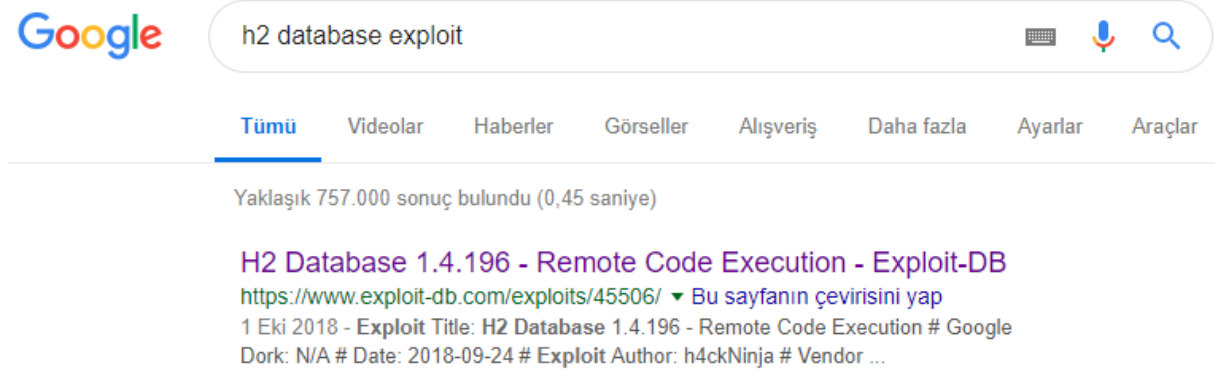 Google
h2 database exploit
Tümü Videolar Haberler Görseller Alışveriş Daha fazla Ayarlar Araçlar
Yaklaşık 757.000 sonuç bulundu (0,45 saniye)
H2 Database 1.4.196 - Remote Code Execution - Exploit-DB
https://www.exploit-db.com/exploits/45506/ ▾ Bu sayfanın çevirisini yap
1 Eki 2018 - Exploit Title: H2 Database 1.4.196 - Remote Code Execution # Google
Dork: N/A # Date: 2018-09-24 # Exploit Author: h4ckNinja # Vendor ...